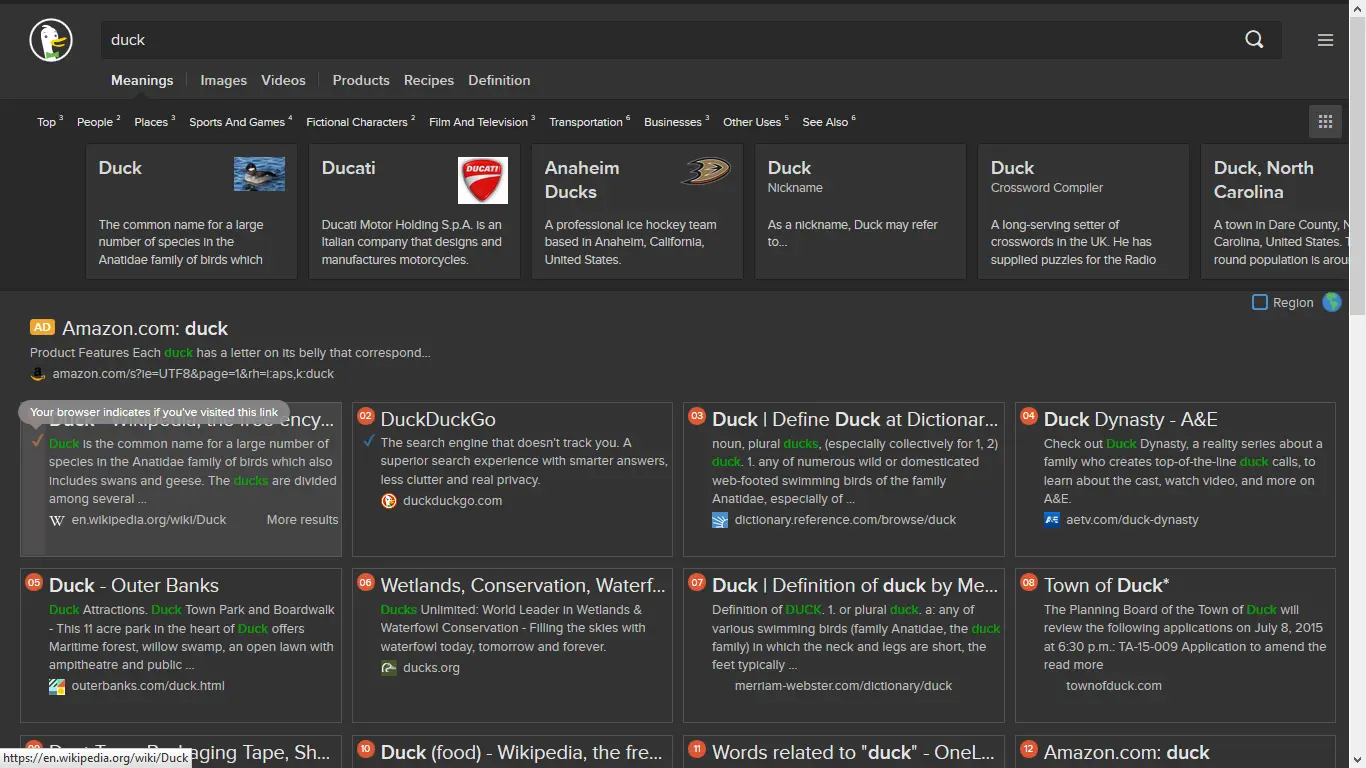 duck
Meanings Images Videos Products Recipes Definition
Top 3 People 2 Places 3 Sports And Games 4 Fictional Characters 2 Film And Television 3 Transportation 6 Businesses 3 Other Uses 5 See Also 6
Duck
The common name for a large
number of species in the
Anatidae family of birds which
Ducati
DUCATI
Ducati Motor Holding S.p.A. is an
Italian company that designs and
manufactures motorcycles.
Anaheim
Ducks
A professional ice hockey team
based in Anaheim, California,
United States.
Duck
Nickname
As a nickname, Duck may refer
to...
Duck
Crossword Compiler
A long-serving setter of
crosswords in the UK. He has
supplied puzzles for the Radio
Duck, North
Carolina
A town in Dare County, N
Carolina, United States. T
round population is arou
Region
AD Amazon.com: duck
Product Features Each duck has a letter on its belly that correspond...
amazon.com/s?ie=UTF8&page=1&rh=i:aps,k:duck
Your browser indicates if you've visited this link
Duck - Wikipedia, the free ency...
Duck is the common name for a large number of
species in the Anatidae family of birds which also
includes swans and geese. The ducks are divided
among several ...
W en.wikipedia.org/wiki/Duck More results
02 DuckDuckGo
The search engine that doesn't track you. A
superior search experience with smarter answers,
less clutter and real privacy.
duckduckgo.com
03 Duck | Define Duck at Dictionar...
noun, plural ducks, (especially collectively for 1, 2)
duck. 1. any of numerous wild or domesticated
web-footed swimming birds of the family
Anatidae, especially of ...
dictionary.reference.com/browse/duck
04 Duck Dynasty - A&E
Check out Duck Dynasty, a reality series about a
family who creates top-of-the-line duck calls, to
learn about the cast, watch video, and more on
A&E.
A&E aetv.com/duck-dynasty
05 Duck - Outer Banks
Duck Attractions. Duck Town Park and Boardwalk
- This 11 acre park in the heart of Duck offers
Maritime forest, willow swamp, an open lawn with
ampitheatre and public ...
outerbanks.com/duck.html
06 Wetlands, Conservation, Waterf...
Ducks Unlimited: World Leader in Wetlands &
Waterfowl Conservation - Filling the skies with
waterfowl today, tomorrow and forever.
ducks.org
07 Duck | Definition of duck by Me...
Definition of DUCK. 1. or plural duck. a: any of
various swimming birds (family Anatidae, the duck
family) in which the neck and legs are short, the
feet typically ...
merriam-webster.com/dictionary/duck
08 Town of Duck*
The Planning Board of the Town of Duck will
review the following applications on July 8, 2015
at 6:30 p.m.: TA-15-009 Application to amend the
read more
townofduck.com
09 Duct Tape, Packaging Tape, Sh...
10 Duck (food) - Wikipedia, the fre...
11 Words related to "duck" - OneL...
12 Amazon.com: duck
https://en.wikipedia.org/wiki/Duck